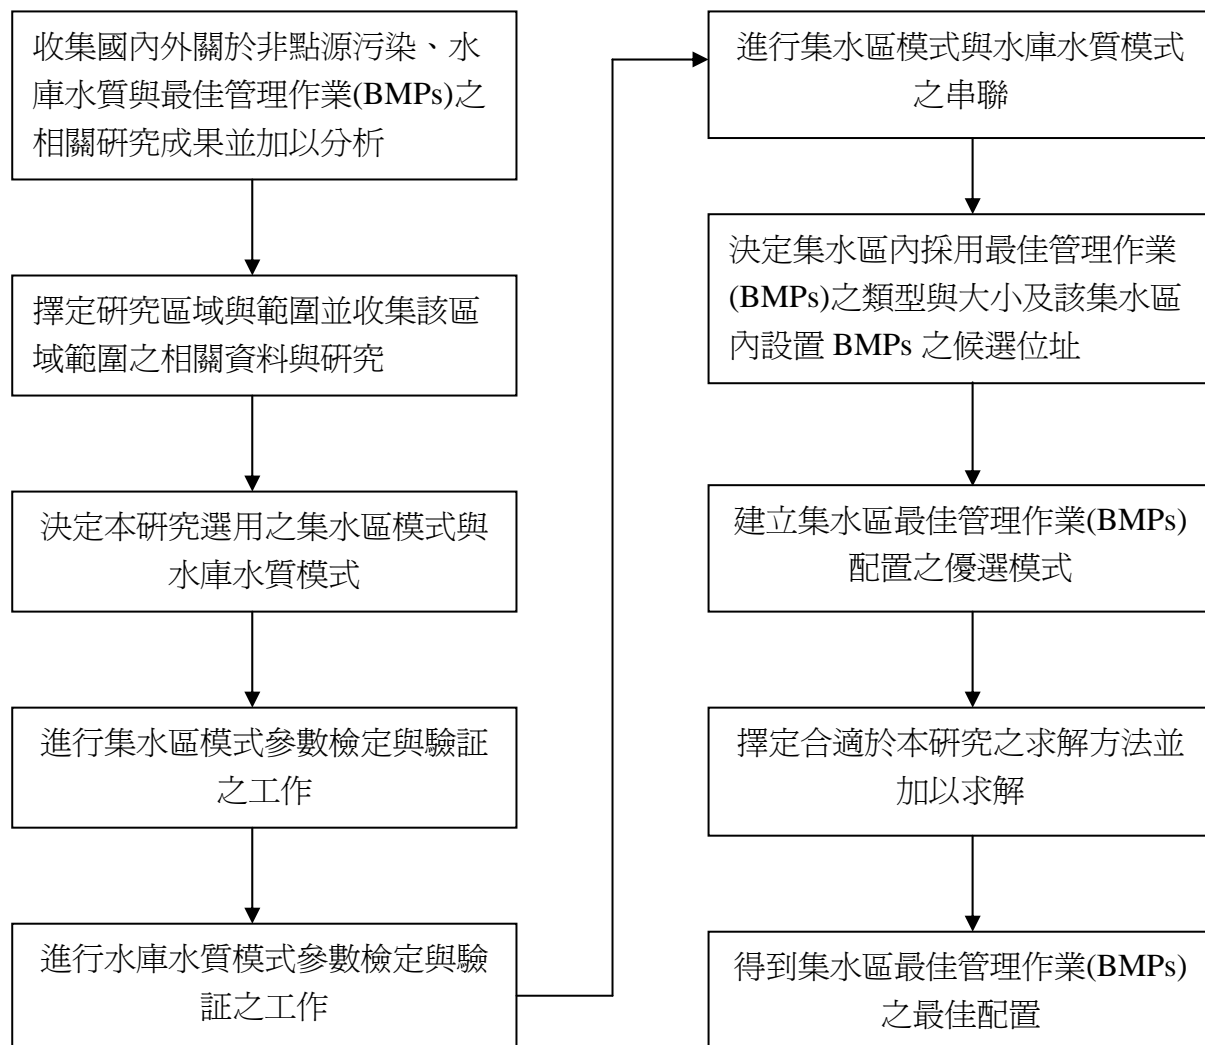 收集國內外關於非點源污染、水
庫水質與最佳管理作業(BMPs)之
相關研究成果並加以分析
擇定研究區域與範圍並收集該區
域範圍之相關資料與研究
決定本研究選用之集水區模式與
水庫水質模式
進行集水區模式參數檢定與驗証
之工作
進行水庫水質模式參數檢定與驗
証之工作
進行集水區模式與水庫水質模式
之串聯
決定集水區內採用最佳管理作業
(BMPs)之類型與大小及該集水區
內設置 BMPs 之候選位址
建立集水區最佳管理作業(BMPs)
配置之優選模式
擇定合適於本研究之求解方法並
加以求解
得到集水區最佳管理作業(BMPs)
之最佳配置